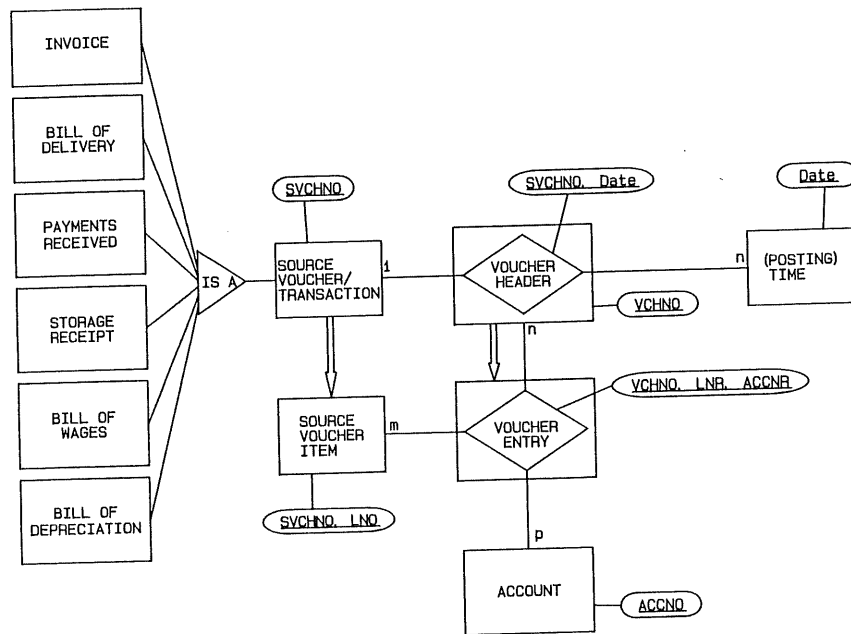 INVOICE
BILL OF
DELIVERY
PAYMENTS
RECEIVED
STORAGE
RECEIPT
BILL OF
WAGES
BILL OF
DEPRECIATION
IS A
SVCHNO
SOURCE
VOUCHER/
TRANSACTION
1
SVCHNO, Date
VOUCHER
HEADER
VCHNO
n
n
Date
(POSTING)
TIME
SOURCE
VOUCHER
ITEM
m
SVCHNO, LNO
VOUCHER
ENTRY
VCHNO, LNR, ACCNR
p
ACCOUNT
ACCNO